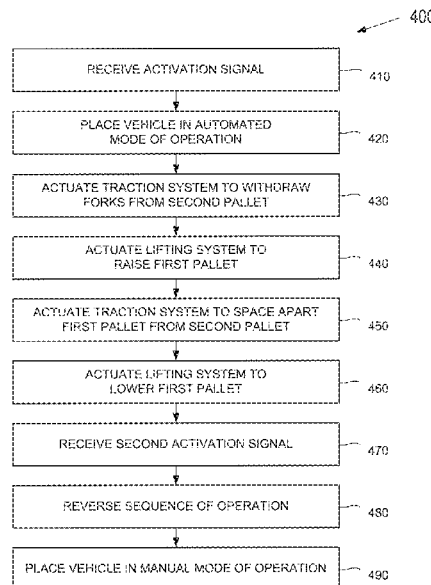 400
RECEIVE ACTIVATION SIGNAL
410
PLACE VEHICLE IN AUTOMATED
MODE OF OPERATION
420
ACTUATE TRACTION SYSTEM TO WITHDRAW
FORKS FROM SECOND PALLET
430
ACTUATE LIFTING SYSTEM TO
RAISE FIRST PALLET
440
ACTUATE TRACTION SYSTEM TO SPACE APART
FIRST PALLET FROM SECOND PALLET
450
ACTUATE LIFTING SYSTEM TO
LOWER FIRST PALLET
460
RECEIVE SECOND ACTIVATION SIGNAL
470
REVERSE SEQUENCE OF OPERATION
480
PLACE VEHICLE IN MANUAL MODE OF OPERATION
490